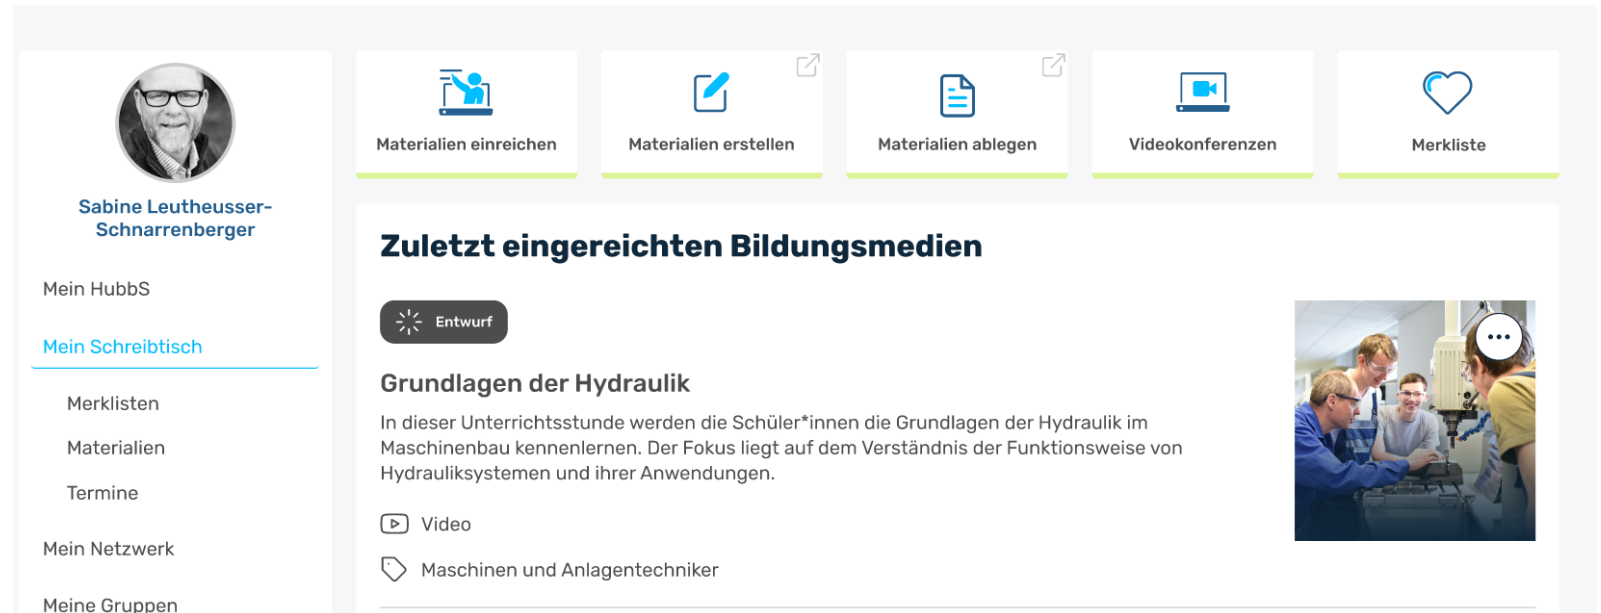 Materialien einreichen
Materialien erstellen
Materialien ablegen
Videokonferenzen
Merkliste
Sabine Leutheusser-
Schnarrenberger
Mein HubbS
Mein Schreibtisch
Merklisten
Materialien
Termine
Mein Netzwerk
Meine Gruppen
Zuletzt eingereichten Bildungsmedien
Entwurf
Grundlagen der Hydraulik
In dieser Unterrichtsstunde werden die Schüler*innen die Grundlagen der Hydraulik im
Maschinenbau kennenlernen. Der Fokus liegt auf dem Verständnis der Funktionsweise von
Hydrauliksystemen und ihrer Anwendungen.
Video
Maschinen und Anlagentechniker